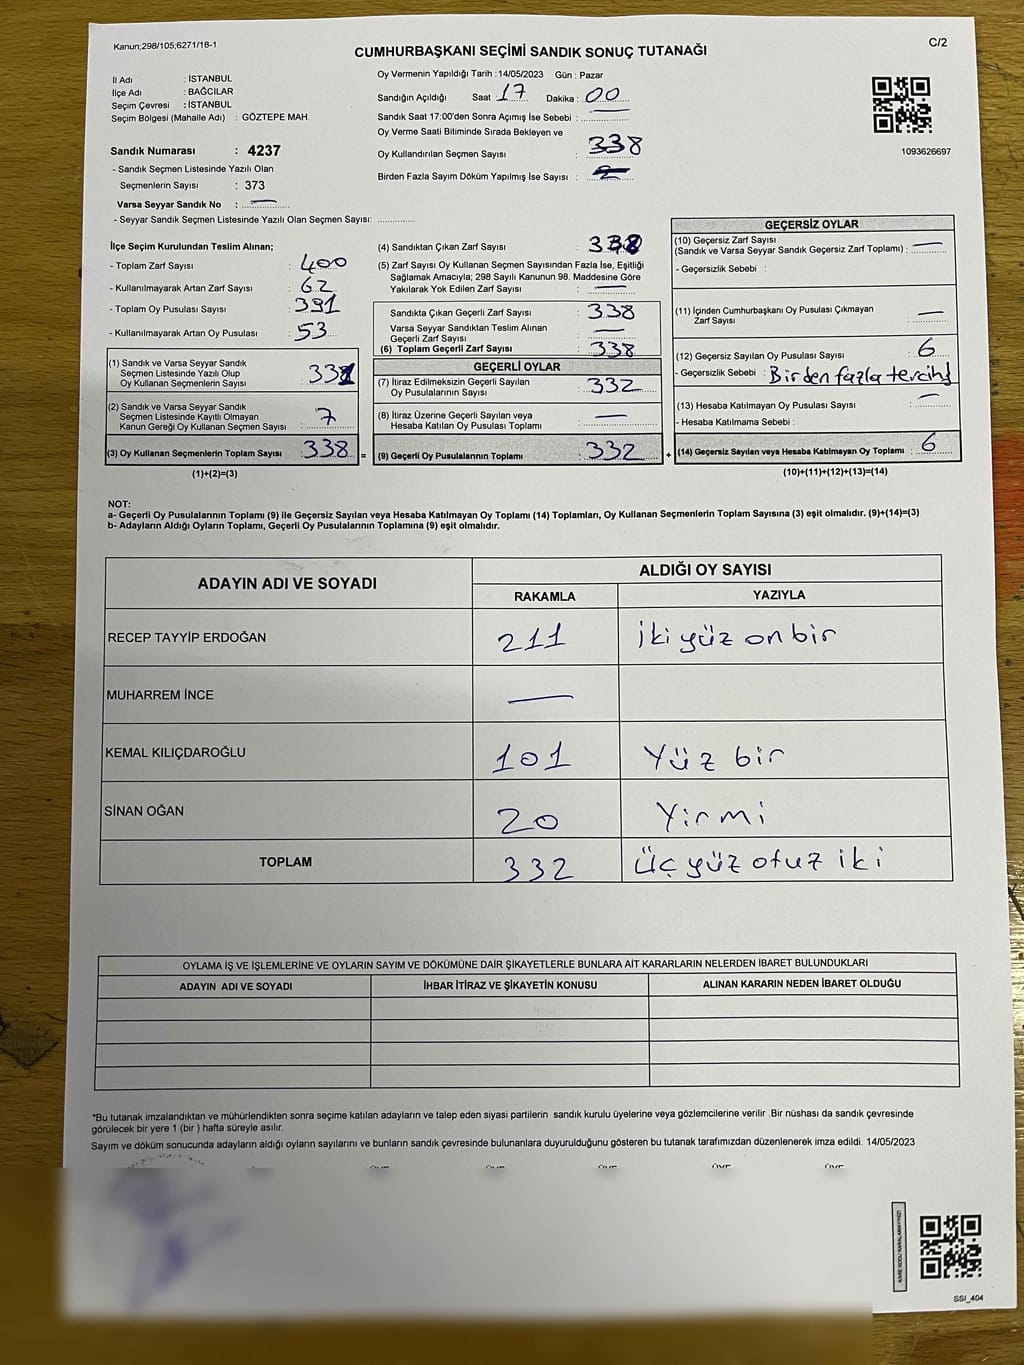 Kanun;298/105;6271/16-1
CUMHURBAŞKANI SEÇİMİ SANDIK SONUÇ TUTANAĞI
C/2
İl Adı : İSTANBUL
İlçe Adı : BAĞCILAR
Seçim Çevresi : İSTANBUL
Seçim Bölgesi (Mahalle Adı) : GÖZTEPE MAH.
Oy Vermenin Yapıldığı Tarih :14/05/2023 Gün : Pazar
Sandığın Açıldığı Saat : 17 Dakika : 00
Sandık Saat 17:00'den Sonra Açımış İse Sebebi : —
Oy Verme Saati Bitiminde Sırada Bekleyen ve
Oy Kullandırılan Seçmen Sayısı : 338
Birden Fazla Sayım Döküm Yapılmış İse Sayısı :
1093626697
Sandık Numarası : 4237
- Sandık Seçmen Listesinde Yazılı Olan
Seçmenlerin Sayısı : 373
Varsa Seyyar Sandık No : —
- Seyyar Sandık Seçmen Listesinde Yazılı Olan Seçmen Sayısı: ............
İlçe Seçim Kurulundan Teslim Alınan;
- Toplam Zarf Sayısı : 400
- Kullanılmayarak Artan Zarf Sayısı : 62
- Toplam Oy Pusulası Sayısı : 391
- Kullanılmayarak Artan Oy Pusulası : 53
(1) Sandık ve Varsa Seyyar Sandık
Seçmen Listesinde Yazılı Olup
Oy Kullanan Seçmenlerin Sayısı : 331
(2) Sandık ve Varsa Seyyar Sandık
Seçmen Listesinde Kayıtlı Olmayan
Kanun Gereği Oy Kullanan Seçmen Sayısı : 7
(3) Oy Kullanan Seçmenlerin Toplam Sayısı : 338
(1)+(2)=(3)
(4) Sandıktan Çıkan Zarf Sayısı : 338
(5) Zarf Sayısı Oy Kullanan Seçmen Sayısından Fazla İse, Eşitliği
Sağlamak Amacıyla; 298 Sayılı Kanunun 98. Maddesine Göre
Yakılarak Yok Edilen Zarf Sayısı : —
Sandıkta Çıkan Geçerli Zarf Sayısı : 338
Varsa Seyyar Sandıktan Teslim Alınan
Geçerli Zarf Sayısı : —
(6) Toplam Geçerli Zarf Sayısı : 338
GEÇERLİ OYLAR
(7) İtiraz Edilmeksizin Geçerli Sayılan
Oy Pusulalarının Sayısı : 332
(8) İtiraz Üzerine Geçerli Sayılan veya
Hesaba Katılan Oy Pusulası Toplamı : —
= (9) Geçerli Oy Pusulalarının Toplamı : 332
GEÇERSİZ OYLAR
(10) Geçersiz Zarf Sayısı
(Sandık ve Varsa Seyyar Sandık Geçersiz Zarf Toplamı) : —
- Geçersizlik Sebebi :
(11) İçinden Cumhurbaşkanı Oy Pusulası Çıkmayan
Zarf Sayısı : —
(12) Geçersiz Sayılan Oy Pusulası Sayısı : 6
- Geçersizlik Sebebi : Birden fazla tercih
(13) Hesaba Katılmayan Oy Pusulası Sayısı : —
- Hesaba Katılmama Sebebi :
+ (14) Geçersiz Sayılan veya Hesaba Katılmayan Oy Toplamı : 6
(10)+(11)+(12)+(13)=(14)
NOT:
a- Geçerli Oy Pusulalarının Toplamı (9) ile Geçersiz Sayılan veya Hesaba Katılmayan Oy Toplamı (14) Toplamları, Oy Kullanan Seçmenlerin Toplam Sayısına (3) eşit olmalıdır. (9)+(14)=(3)
b- Adayların Aldığı Oyların Toplamı, Geçerli Oy Pusulalarının Toplamına (9) eşit olmalıdır.
ADAYIN ADI VE SOYADI
ALDIĞI OY SAYISI
RAKAMLA YAZIYLA
RECEP TAYYİP ERDOĞAN 211 iki yüz on bir
MUHARREM İNCE —
KEMAL KILIÇDAROĞLU 101 Yüz bir
SİNAN OĞAN 20 Yirmi
TOPLAM 332 Üç yüz otuz iki
OYLAMA İŞ VE İŞLEMLERİNE VE OYLARIN SAYIM VE DÖKÜMÜNE DAİR ŞİKAYETLERLE BUNLARA AİT KARARLARIN NELERDEN İBARET BULUNDUKLARI
ADAYIN ADI VE SOYADI İHBAR İTİRAZ VE ŞİKAYETİN KONUSU ALINAN KARARIN NEDEN İBARET OLDUĞU
*Bu tutanak imzalandıktan ve mühürlendikten sonra seçime katılan adayların ve talep eden siyasi partilerin sandık kurulu üyelerine veya gözlemcilerine verilir .Bir nüshası da sandık çevresinde
görülecek bir yere 1 (bir ) hafta süreyle asılır.
Sayım ve döküm sonucunda adayların aldığı oyların sayılarını ve bunların sandık çevresinde bulunanlara duyurulduğunu gösteren bu tutanak tarafımızdan düzenlenerek imza edildi. 14/05/2023
KARE KODU KARALAMAYINIZ!
SSI_404